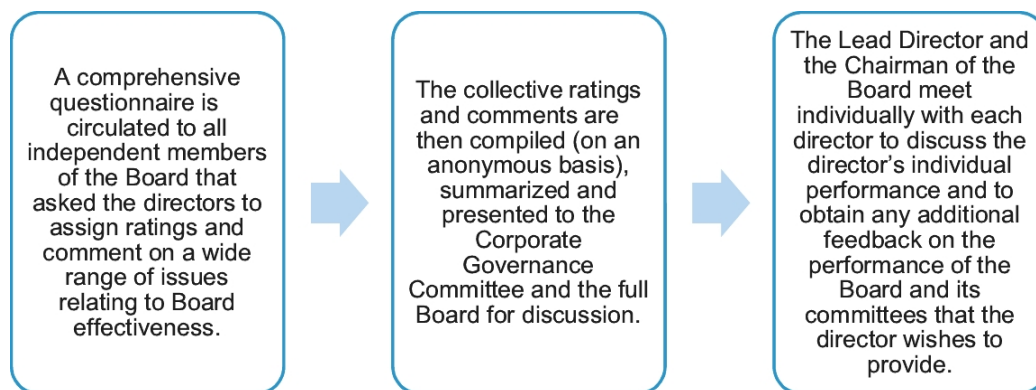 A comprehensive
questionnaire is
circulated to all
independent members
of the Board that
asked the directors to
assign ratings and
comment on a wide
range of issues
relating to Board
effectiveness.
The collective ratings
and comments are
then compiled (on an
anonymous basis),
summarized and
presented to the
Corporate
Governance
Committee and the full
Board for discussion.
The Lead Director and
the Chairman of the
Board meet
individually with each
director to discuss the
director’s individual
performance and to
obtain any additional
feedback on the
performance of the
Board and its
committees that the
director wishes to
provide.